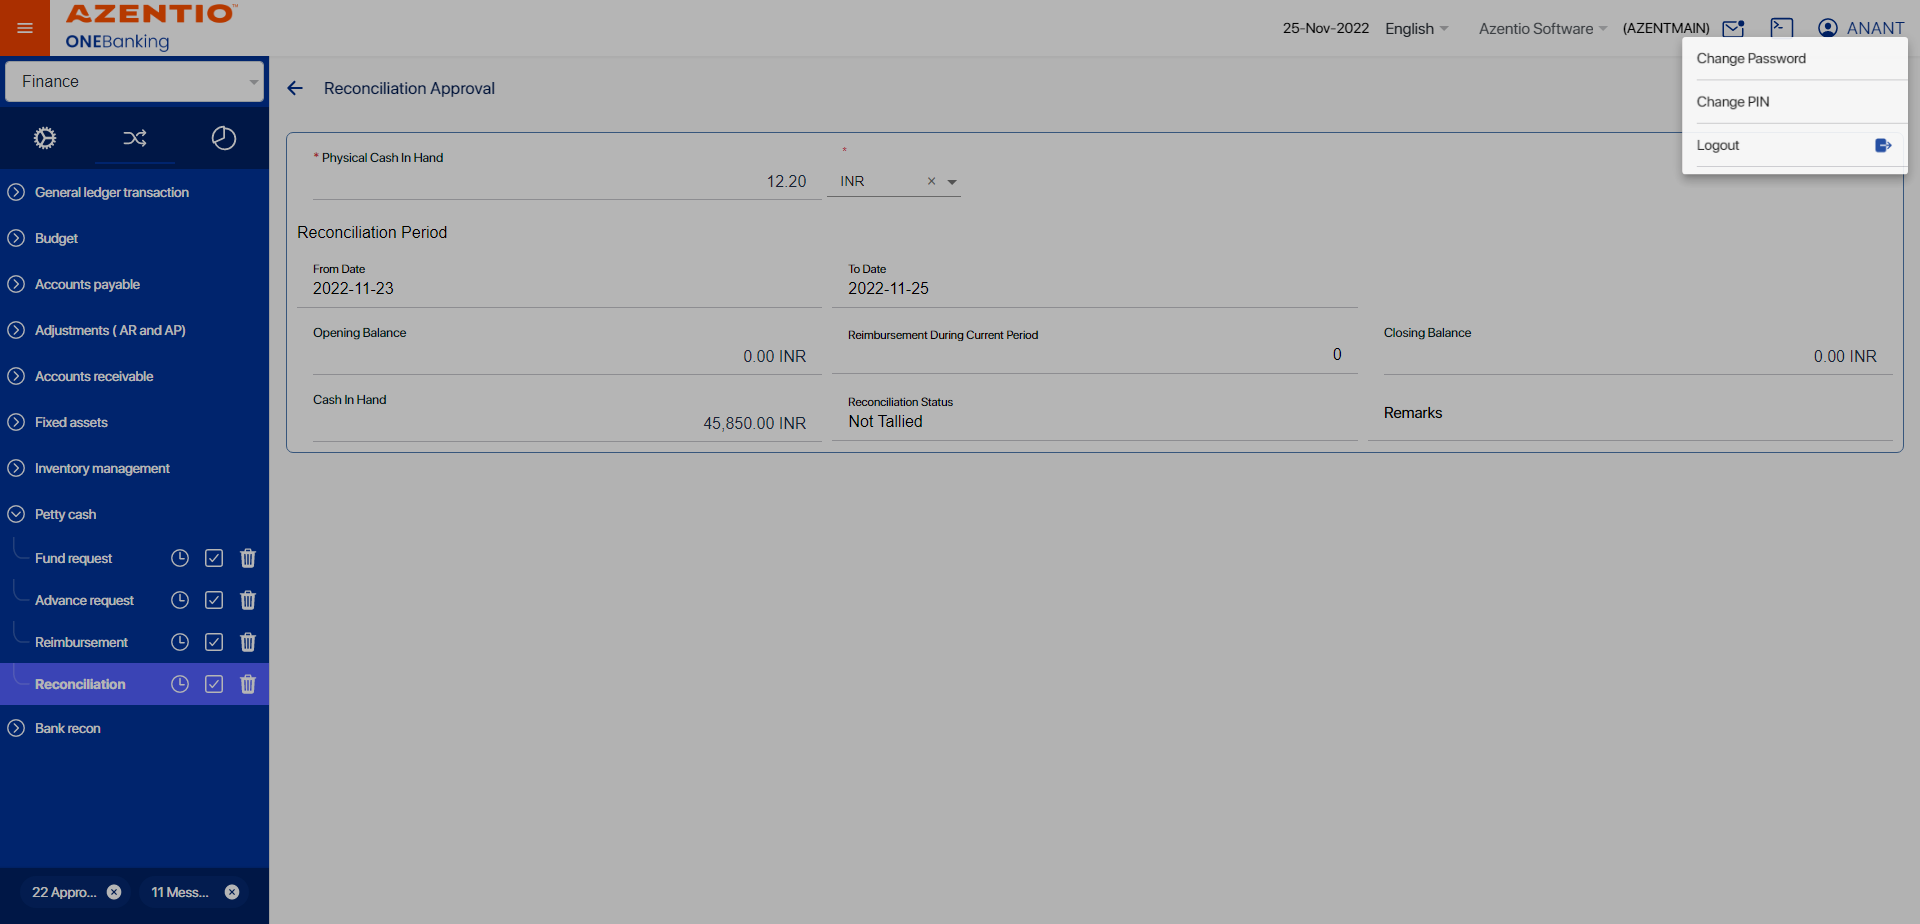 AZENTIO™
ONEBanking
25-Nov-2022 English Azentio Software (AZENTMAIN) ANANT
Change Password
Change PIN
Logout
Finance
Reconciliation Approval
General ledger transaction
Budget
Accounts payable
Adjustments ( AR and AP)
Accounts receivable
Fixed assets
Inventory management
Petty cash
Fund request
Advance request
Reimbursement
Reconciliation
Bank recon
22 Appro...
11 Mess...
* Physical Cash In Hand
12.20
*
INR
Reconciliation Period
From Date
2022-11-23
To Date
2022-11-25
Opening Balance
0.00 INR
Reimbursement During Current Period
0
Closing Balance
0.00 INR
Cash In Hand
45,850.00 INR
Reconciliation Status
Not Tallied
Remarks